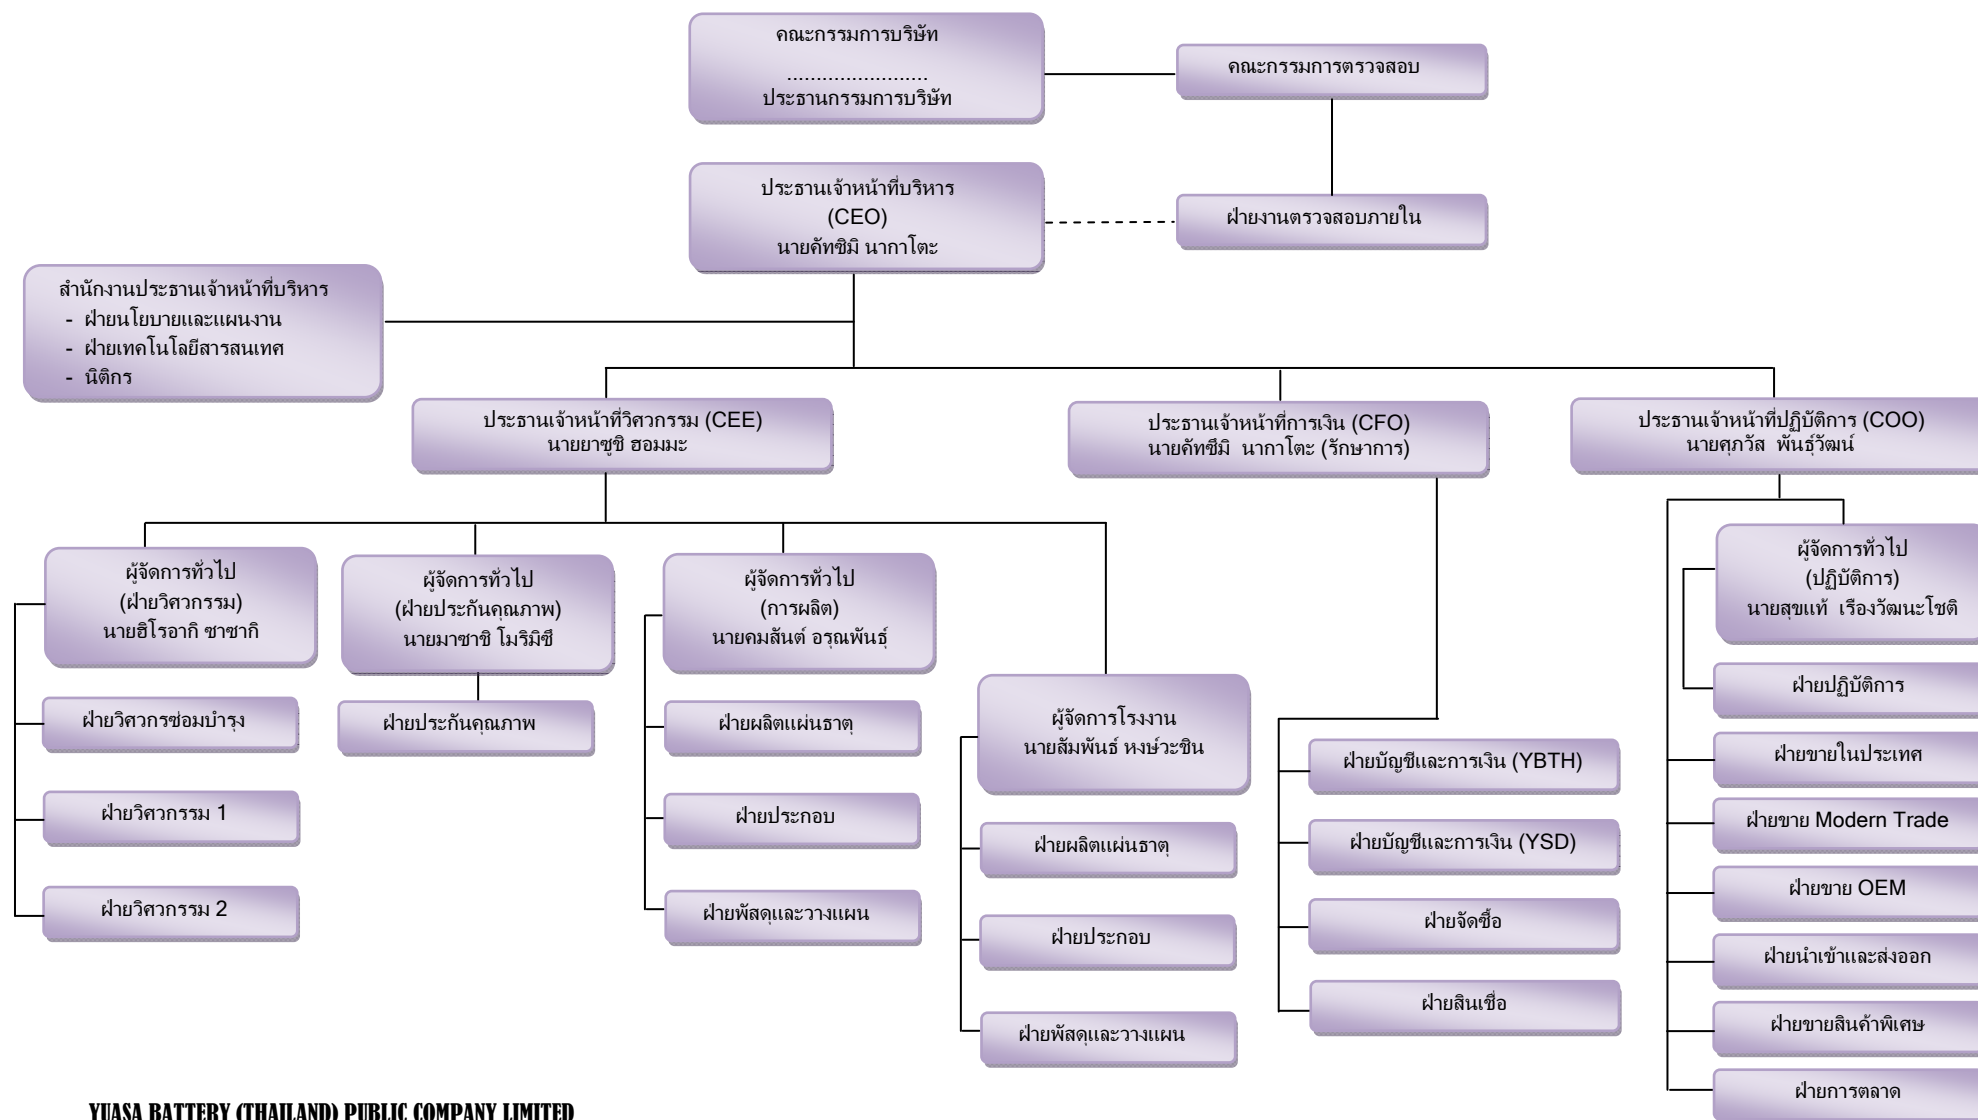 คณะกรรมการบริษัท
........................
ประธานกรรมการบริษัท
คณะกรรมการตรวจสอบ
ประธานเจ้าหน้าที่บริหาร
(CEO)
นายคัทซิมิ นากาโตะ
ฝ่ายงานตรวจสอบภายใน
สำนักงานประธานเจ้าหน้าที่บริหาร
- ฝ่ายนโยบายและแผนงาน
- ฝ่ายเทคโนโลยีสารสนเทศ
- นิติกร
ประธานเจ้าหน้าที่วิศวกรรม (CEE)
นายยาซูชิ ฮอมมะ
ประธานเจ้าหน้าที่การเงิน (CFO)
นายคัทซึมิ นากาโตะ (รักษาการ)
ประธานเจ้าหน้าที่ปฏิบัติการ (COO)
นายศุภวัส พันธุ์วัฒน์
ผู้จัดการทั่วไป
(ฝ่ายวิศวกรรม)
นายฮิโรอากิ ซาซากิ
ฝ่ายวิศวกรซ่อมบำรุง
ฝ่ายวิศวกรรม 1
ฝ่ายวิศวกรรม 2
ผู้จัดการทั่วไป
(ฝ่ายประกันคุณภาพ)
นายมาซาชิ โมริมิซึ
ฝ่ายประกันคุณภาพ
ผู้จัดการทั่วไป
(การผลิต)
นายคมสันต์ อรุณพันธุ์
ฝ่ายผลิตแผ่นธาตุ
ฝ่ายประกอบ
ฝ่ายพัสดุและวางแผน
ผู้จัดการโรงงาน
นายสัมพันธ์ หงษ์วะชิน
ฝ่ายผลิตแผ่นธาตุ
ฝ่ายประกอบ
ฝ่ายพัสดุและวางแผน
ฝ่ายบัญชีและการเงิน (YBTH)
ฝ่ายบัญชีและการเงิน (YSD)
ฝ่ายจัดซื้อ
ฝ่ายสินเชื่อ
ผู้จัดการทั่วไป
(ปฏิบัติการ)
นายสุขแท้ เรืองวัฒนะโชติ
ฝ่ายปฏิบัติการ
ฝ่ายขายในประเทศ
ฝ่ายขาย Modern Trade
ฝ่ายขาย OEM
ฝ่ายนำเข้าและส่งออก
ฝ่ายขายสินค้าพิเศษ
ฝ่ายการตลาด
YUASA BATTERY (THAILAND) PUBLIC COMPANY LIMITED